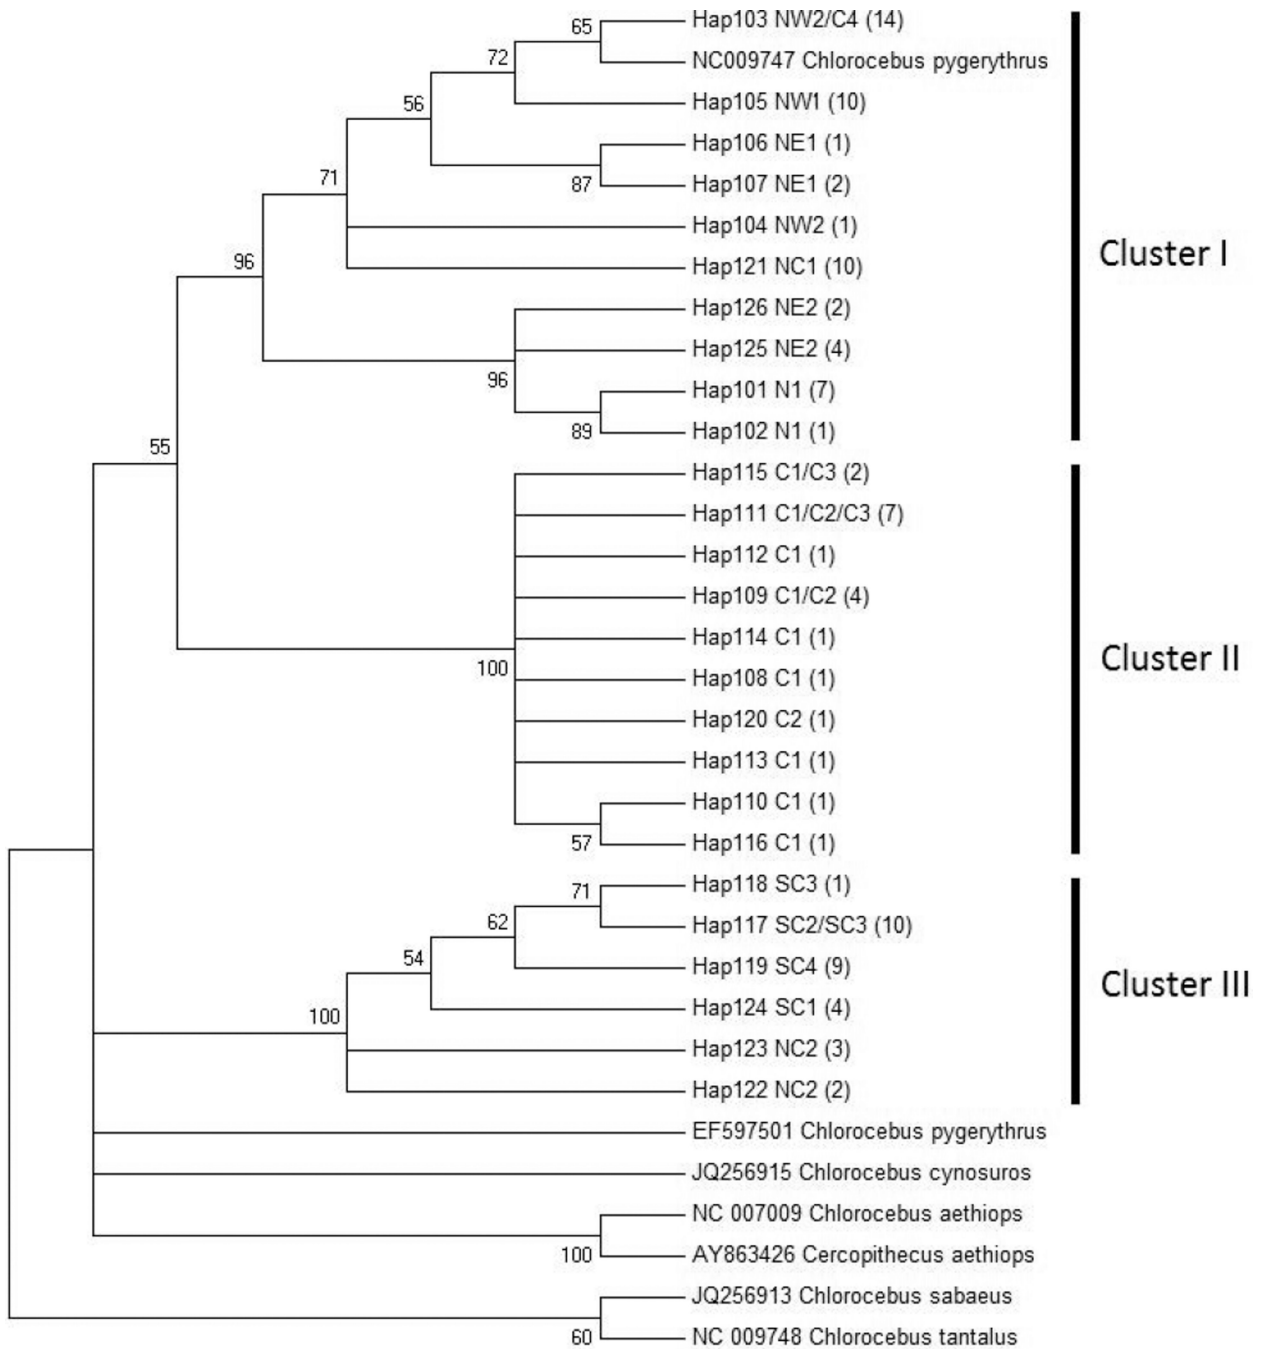 65
Hap103 NW2/C4 (14)
72
NC009747 Chlorocebus pygerythrus
56
Hap105 NW1 (10)
Hap106 NE1 (1)
71
87
Hap107 NE1 (2)
Hap104 NW2 (1)
96
Hap121 NC1 (10)
Cluster I
Hap126 NE2 (2)
Hap125 NE2 (4)
96
Hap101 N1 (7)
89
Hap102 N1 (1)
55
Hap115 C1/C3 (2)
Hap111 C1/C2/C3 (7)
Hap112 C1 (1)
Hap109 C1/C2 (4)
Hap114 C1 (1)
100
Cluster II
Hap108 C1 (1)
Hap120 C2 (1)
Hap113 C1 (1)
Hap110 C1 (1)
57
Hap116 C1 (1)
71
Hap118 SC3 (1)
62
Hap117 SC2/SC3 (10)
54
Hap119 SC4 (9)
Cluster III
100
Hap124 SC1 (4)
Hap123 NC2 (3)
Hap122 NC2 (2)
EF597501 Chlorocebus pygerythrus
JQ256915 Chlorocebus cynosuros
NC 007009 Chlorocebus aethiops
100
AY863426 Cercopithecus aethiops
JQ256913 Chlorocebus sabaeus
60
NC 009748 Chlorocebus tantalus